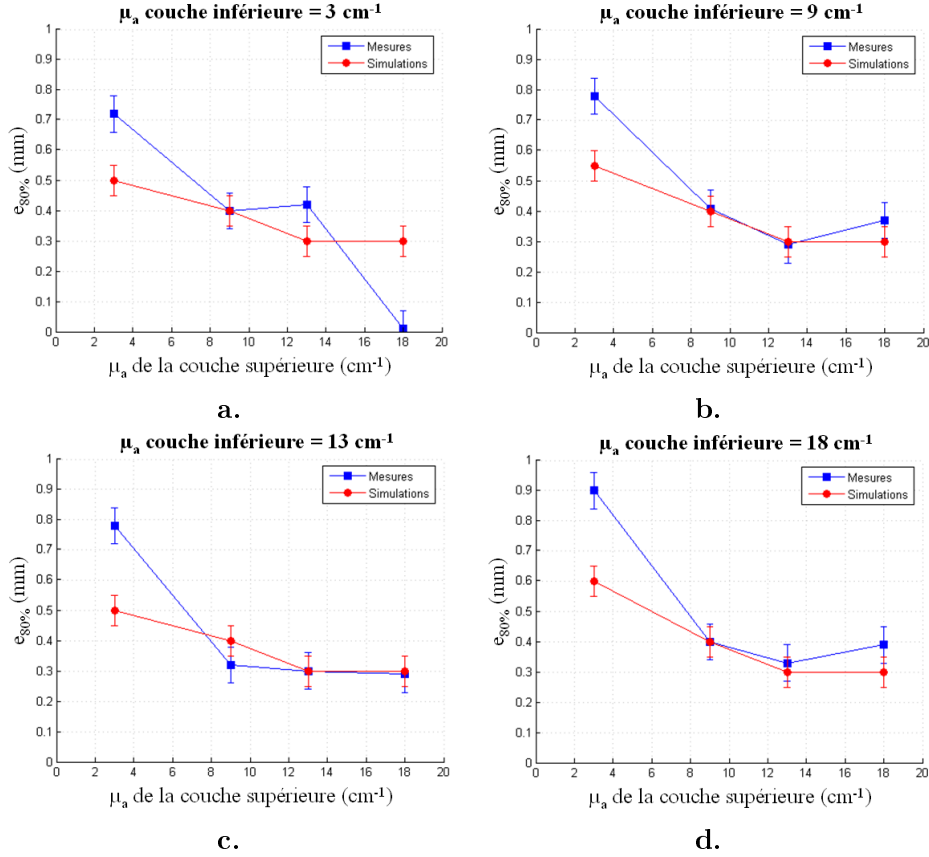 μa couche inférieure = 3 cm-1
1
0.9
0.8
0.7
0.6
0.5
0.4
0.3
0.2
0.1
0
e80% (mm)
Mesures
Simulations
0 2 4 6 8 10 12 14 16 18 20
μa de la couche supérieure (cm-1)
a.
μa couche inférieure = 9 cm-1
1
0.9
0.8
0.7
0.6
0.5
0.4
0.3
0.2
0.1
0
e80% (mm)
Mesures
Simulations
0 2 4 6 8 10 12 14 16 18 20
μa de la couche supérieure (cm-1)
b.
μa couche inférieure = 13 cm-1
1
0.9
0.8
0.7
0.6
0.5
0.4
0.3
0.2
0.1
0
e80% (mm)
Mesures
Simulations
0 2 4 6 8 10 12 14 16 18 20
μa de la couche supérieure (cm-1)
c.
μa couche inférieure = 18 cm-1
1
0.9
0.8
0.7
0.6
0.5
0.4
0.3
0.2
0.1
0
e80% (mm)
Mesures
Simulations
0 2 4 6 8 10 12 14 16 18 20
μa de la couche supérieure (cm-1)
d.